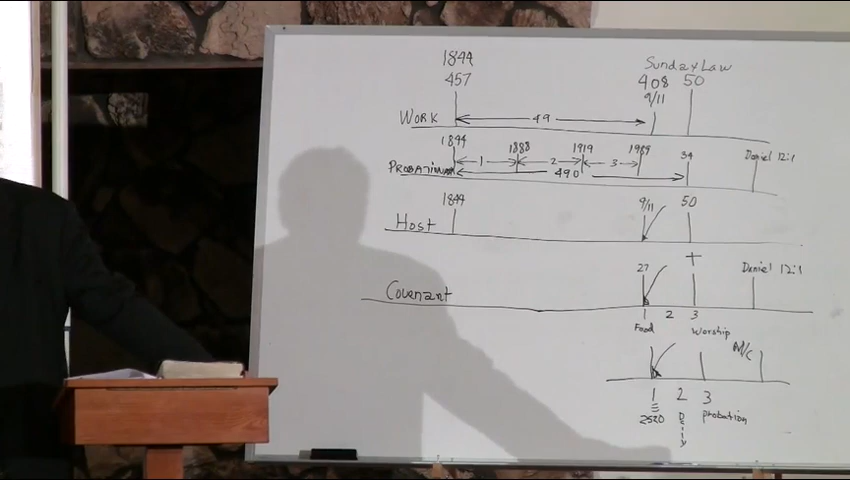 1844
Sunday Law
457 408 50
9/11
WORK 49
1844 1888 1919 1989 34 Daniel 12:1
PROBATION 1 2 3
490
1844 9/11 50
Host
27 Daniel 12:1
Covenant
1 2 3
Food Worship
M/C
1 2 3
2520 probation